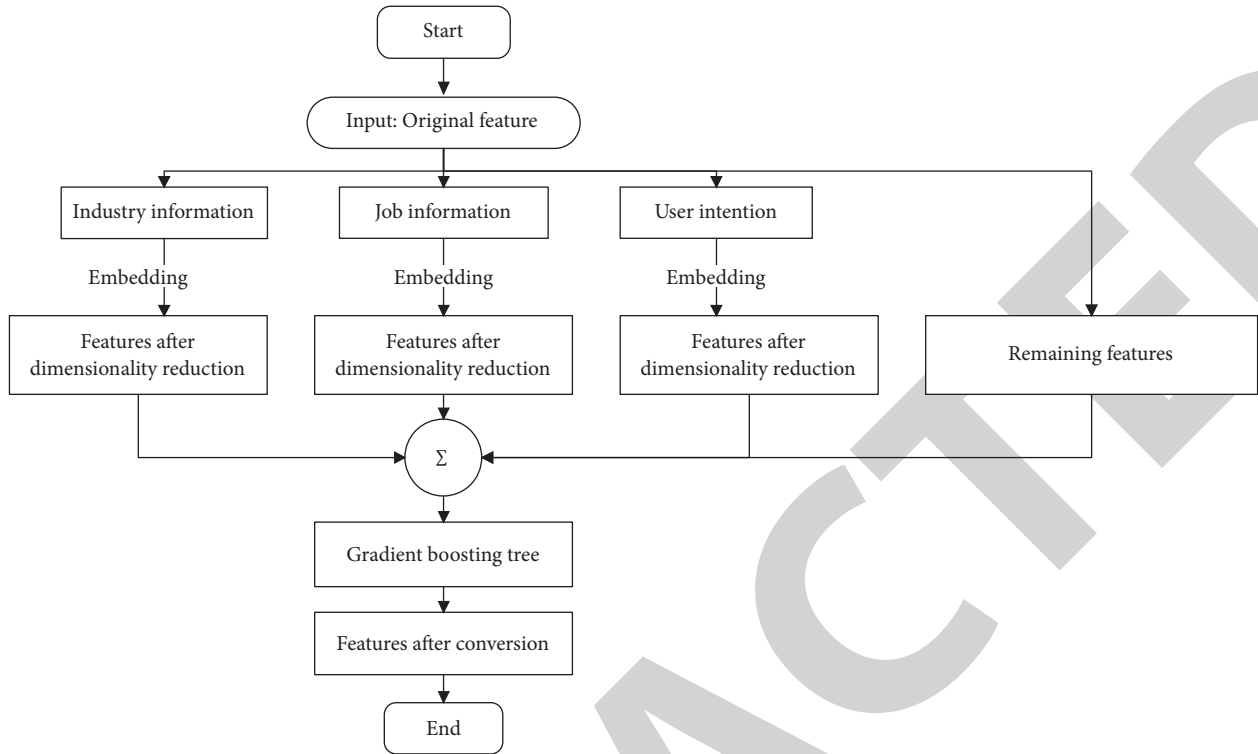 Start
Input: Original feature
Industry information
Job information
User intention
Embedding
Embedding
Embedding
Features after
dimensionality reduction
Features after
dimensionality reduction
Features after
dimensionality reduction
Remaining features
Σ
Gradient boosting tree
Features after conversion
End
ACTED